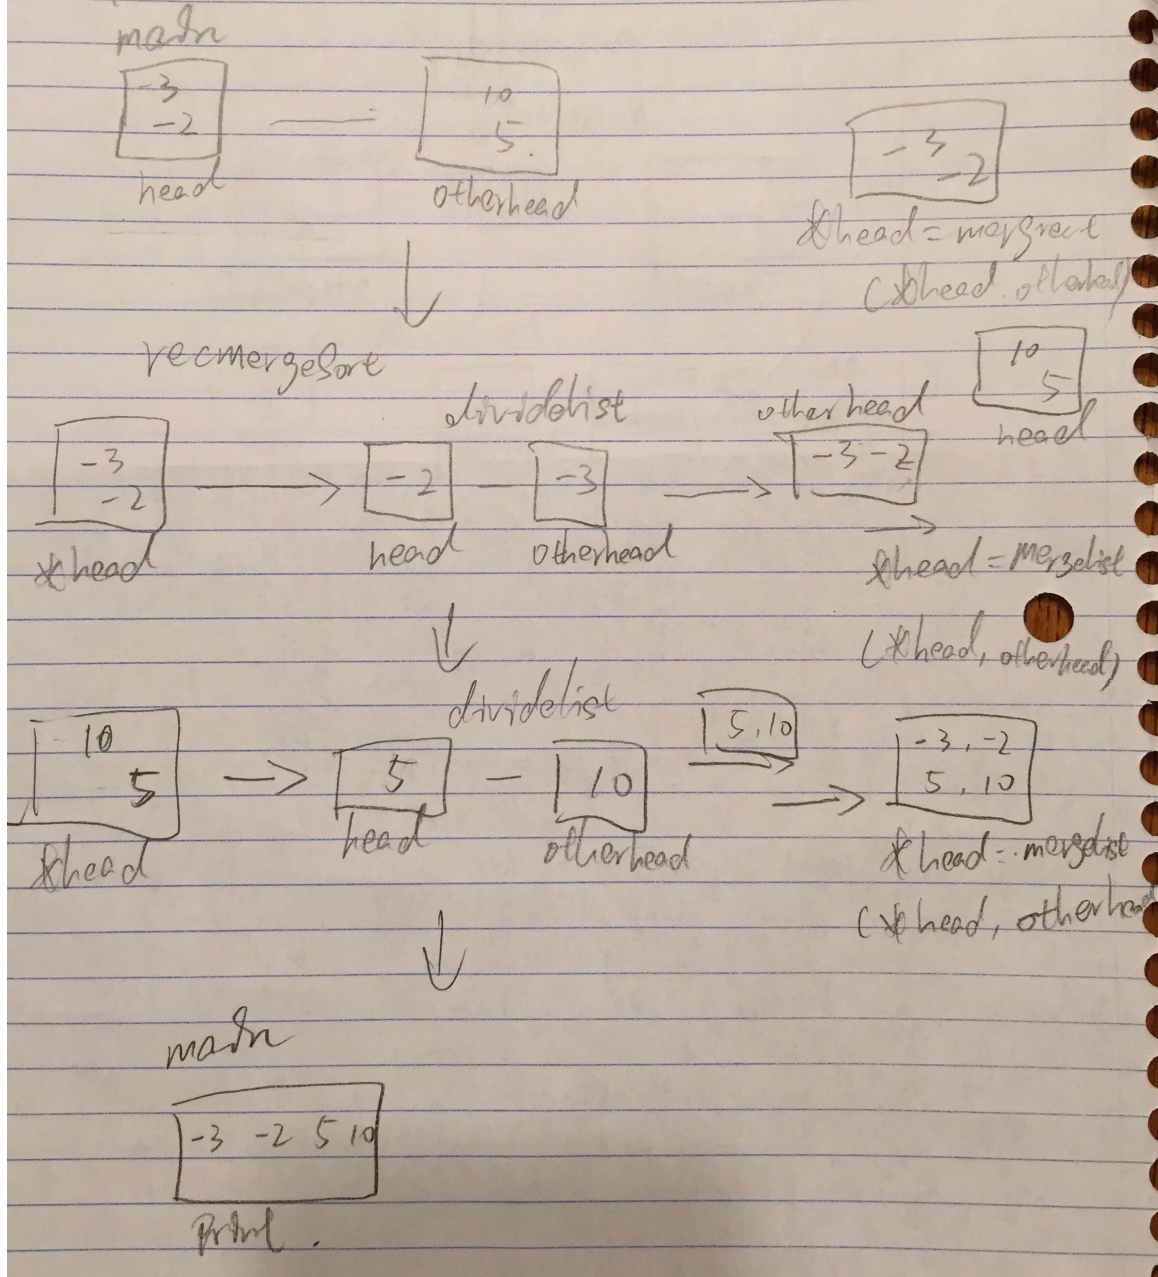 main
-3
-2
head
10
5.
otherhead
-3
-2
*head = mergrect
(*head, otherhead)
recmergeSort
10
5
head
-3
-2
*head
dividelist
-2
head
-3
otherhead
otherhead
-3 -2
*head = mergelist
(*head, otherhead)
10
5
*head
dividelist
5
head
10
otherhead
5, 10
-3, -2
5, 10
*head = mergelist
(*head, otherhead
main
-3 -2 5 10
Print.